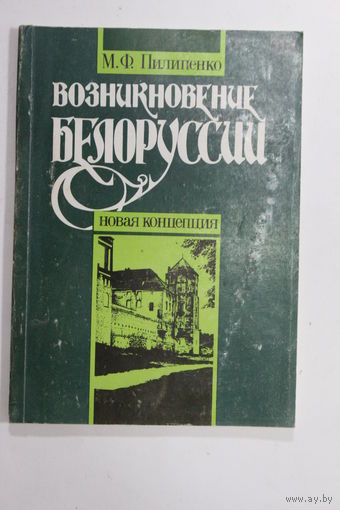 М.Ф. Пилипенко
ВОЗНИКНОВЕНИЕ
БЕЛОРУССИИ
НОВАЯ КОНЦЕПЦИЯ
www.ay.by